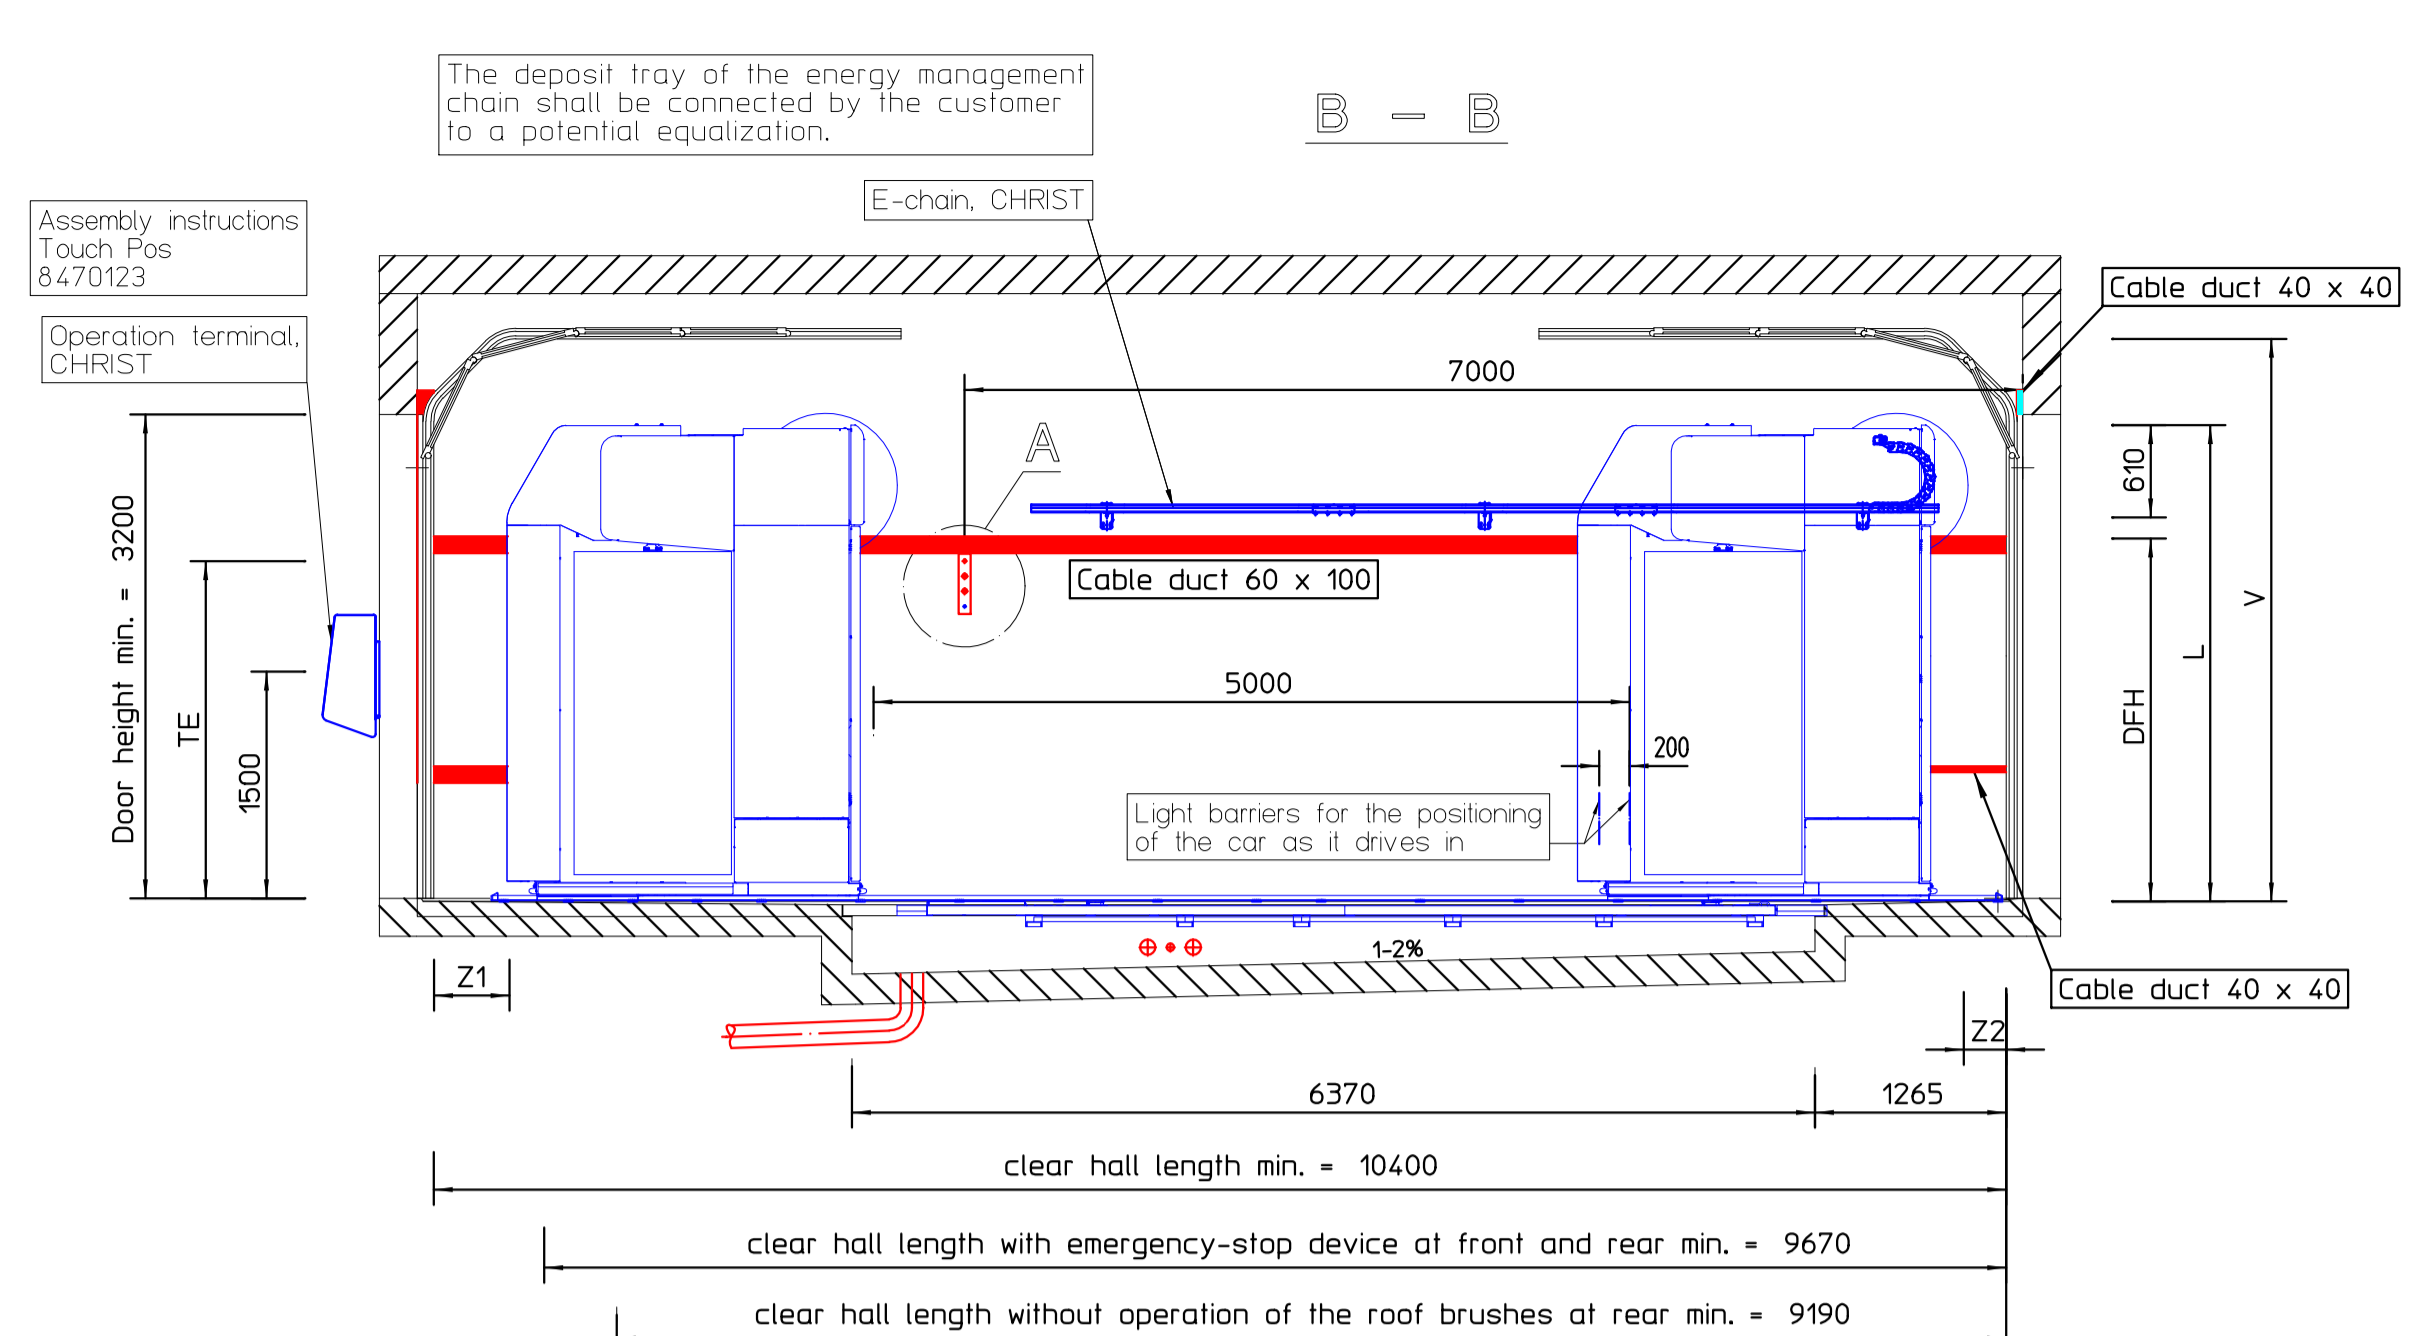 The deposit tray of the energy management
chain shall be connected by the customer
to a potential equalization.
B – B
E-chain, CHRIST
Assembly instructions
Touch Pos
8470123
Operation terminal,
CHRIST
Cable duct 40 x 40
7000
A
Door height min. = 3200
TE
1500
610
V
L
DFH
Cable duct 60 x 100
5000
200
Light barriers for the positioning
of the car as it drives in
1-2%
Z1
Cable duct 40 x 40
Z2
6370
1265
clear hall length min. = 10400
clear hall length with emergency-stop device at front and rear min. = 9670
clear hall length without operation of the roof brushes at rear min. = 9190